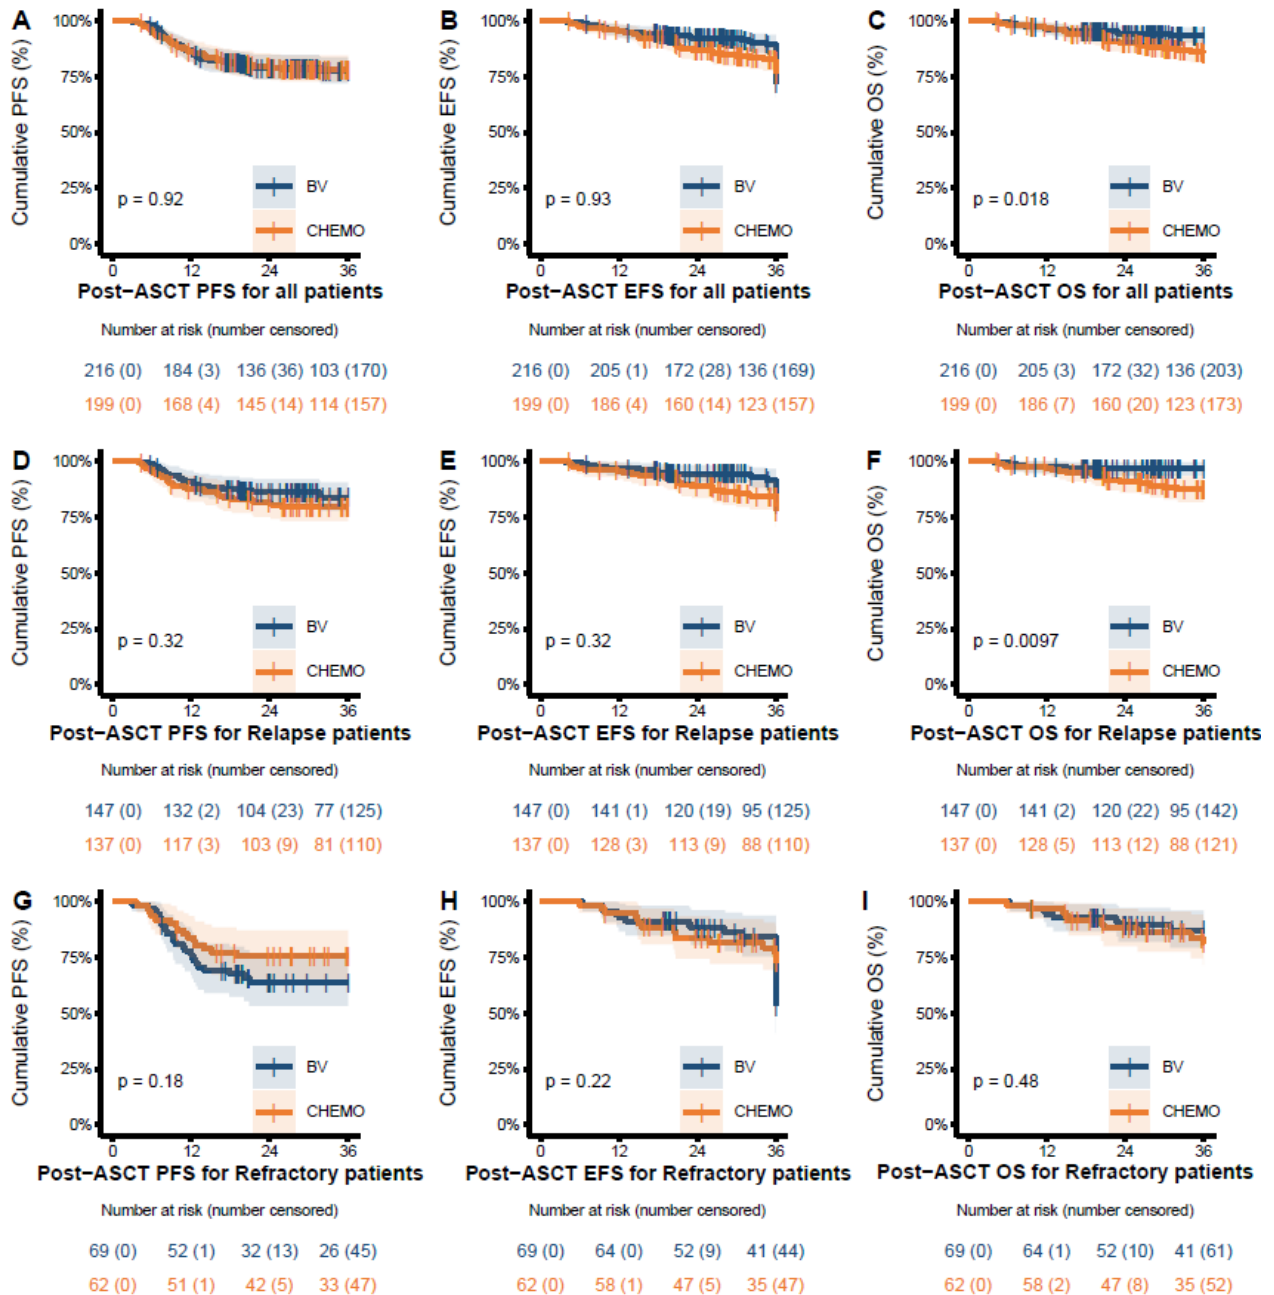 A
Cumulative PFS (%)
100%
75%
50%
25%
0%
p = 0.92
BV
CHEMO
0 12 24 36
Post−ASCT PFS for all patients
Number at risk (number censored)
216 (0) 184 (3) 136 (36) 103 (170)
199 (0) 168 (4) 145 (14) 114 (157)
B
Cumulative EFS (%)
100%
75%
50%
25%
0%
p = 0.93
BV
CHEMO
0 12 24 36
Post−ASCT EFS for all patients
Number at risk (number censored)
216 (0) 205 (1) 172 (28) 136 (169)
199 (0) 186 (4) 160 (14) 123 (157)
C
Cumulative OS (%)
100%
75%
50%
25%
0%
p = 0.018
BV
CHEMO
0 12 24 36
Post−ASCT OS for all patients
Number at risk (number censored)
216 (0) 205 (3) 172 (32) 136 (203)
199 (0) 186 (7) 160 (20) 123 (173)
D
Cumulative PFS (%)
100%
75%
50%
25%
0%
p = 0.32
BV
CHEMO
0 12 24 36
Post−ASCT PFS for Relapse patients
Number at risk (number censored)
147 (0) 132 (2) 104 (23) 77 (125)
137 (0) 117 (3) 103 (9) 81 (110)
E
Cumulative EFS (%)
100%
75%
50%
25%
0%
p = 0.32
BV
CHEMO
0 12 24 36
Post−ASCT EFS for Relapse patients
Number at risk (number censored)
147 (0) 141 (1) 120 (19) 95 (125)
137 (0) 128 (3) 113 (9) 88 (110)
F
Cumulative OS (%)
100%
75%
50%
25%
0%
p = 0.0097
BV
CHEMO
0 12 24 36
Post−ASCT OS for Relapse patients
Number at risk (number censored)
147 (0) 141 (2) 120 (22) 95 (142)
137 (0) 128 (5) 113 (12) 88 (121)
G
Cumulative PFS (%)
100%
75%
50%
25%
0%
p = 0.18
BV
CHEMO
0 12 24 36
Post−ASCT PFS for Refractory patients
Number at risk (number censored)
69 (0) 52 (1) 32 (13) 26 (45)
62 (0) 51 (1) 42 (5) 33 (47)
H
Cumulative EFS (%)
100%
75%
50%
25%
0%
p = 0.22
BV
CHEMO
0 12 24 36
Post−ASCT EFS for Refractory patients
Number at risk (number censored)
69 (0) 64 (0) 52 (9) 41 (44)
62 (0) 58 (1) 47 (5) 35 (47)
I
Cumulative OS (%)
100%
75%
50%
25%
0%
p = 0.48
BV
CHEMO
0 12 24 36
Post−ASCT OS for Refractory patients
Number at risk (number censored)
69 (0) 64 (1) 52 (10) 41 (61)
62 (0) 58 (2) 47 (8) 35 (52)